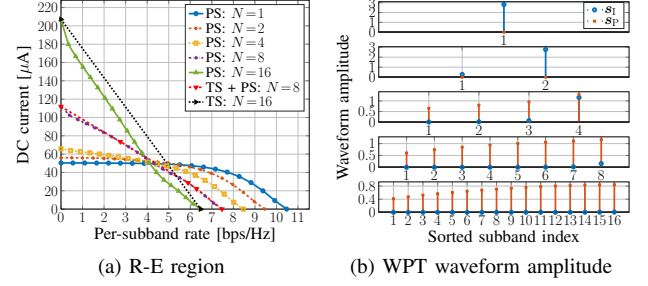 DC current [μA]
220
200
180
160
140
120
100
80
60
40
20
0
0 1 2 3 4 5 6 7 8 9 10 11
Per-subband rate [bps/Hz]
PS: N = 1
PS: N = 2
PS: N = 4
PS: N = 8
PS: N = 16
TS + PS: N = 8
TS: N = 16
(a) R-E region
Waveform amplitude
s_I
s_P
3
2
1
0
1
3
2
1
0
1 2
1
0.5
0
1 2 3 4
1
0.5
0
1 2 3 4 5 6 7 8
0.8
0.4
0
1 2 3 4 5 6 7 8 9 10 11 12 13 14 15 16
Sorted subband index
(b) WPT waveform amplitude